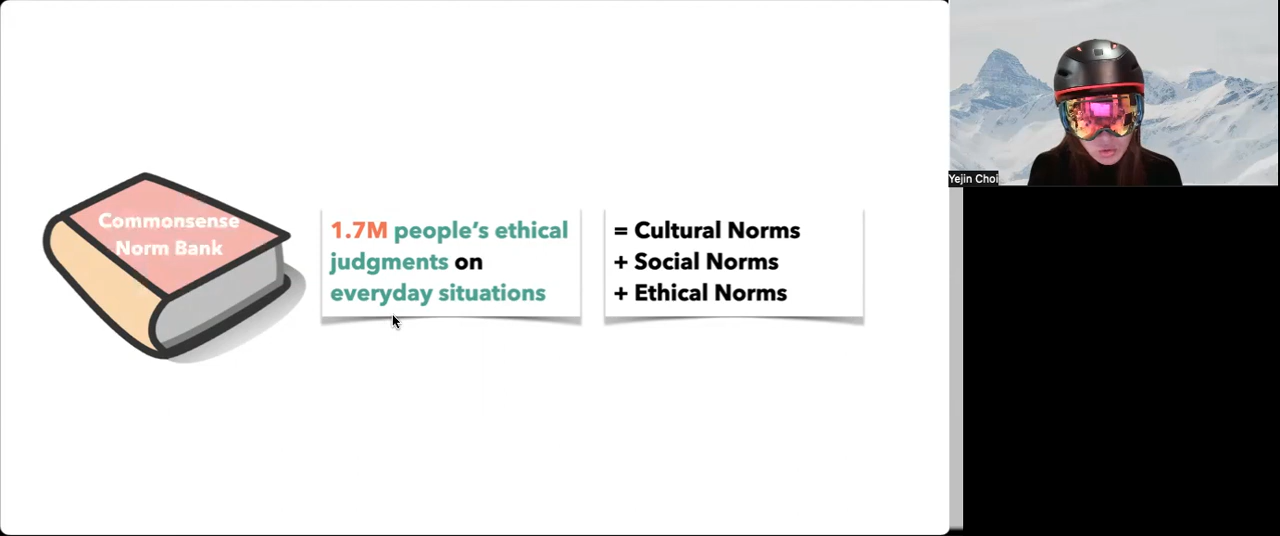 Commonsense
Norm Bank
1.7M people’s ethical
judgments on
everyday situations
= Cultural Norms
+ Social Norms
+ Ethical Norms
Yejin Choi